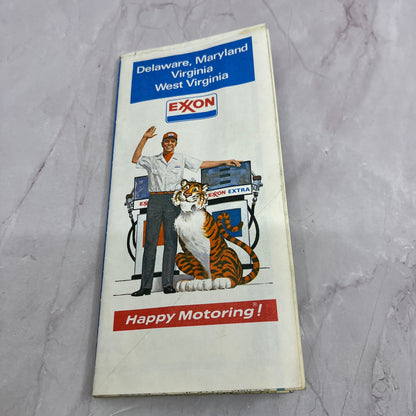 Delaware, Maryland
Virginia
West Virginia
EXXON
EXXON EXTRA
Happy Motoring®!